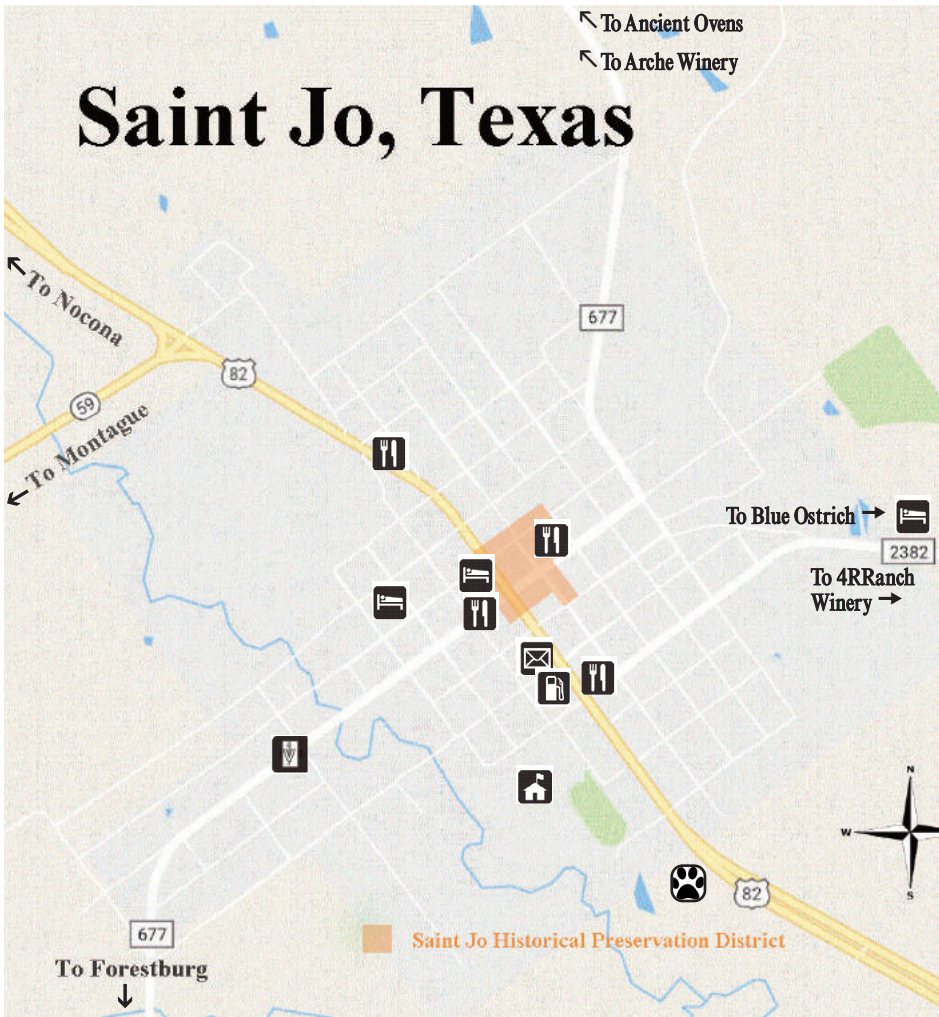 To Ancient Ovens
To Arche Winery
Saint Jo, Texas
To Nocona
677
82
59
To Montague
To Blue Ostrich
2382
To 4RRanch
Winery
N
W
S
82
677
Saint Jo Historical Preservation District
To Forestburg